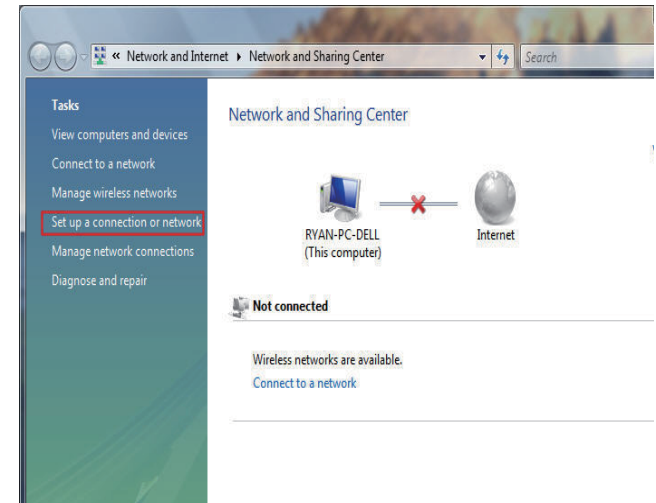 « Network and Internet ▸ Network and Sharing Center
Search
Tasks
View computers and devices
Connect to a network
Manage wireless networks
Set up a connection or network
Manage network connections
Diagnose and repair
Network and Sharing Center
RYAN-PC-DELL
(This computer)
Internet
Not connected
Wireless networks are available.
Connect to a network